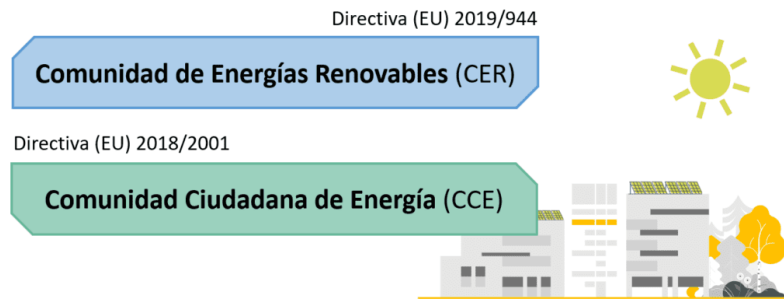 Directiva (EU) 2019/944
Comunidad de Energías Renovables (CER)
Directiva (EU) 2018/2001
Comunidad Ciudadana de Energía (CCE)